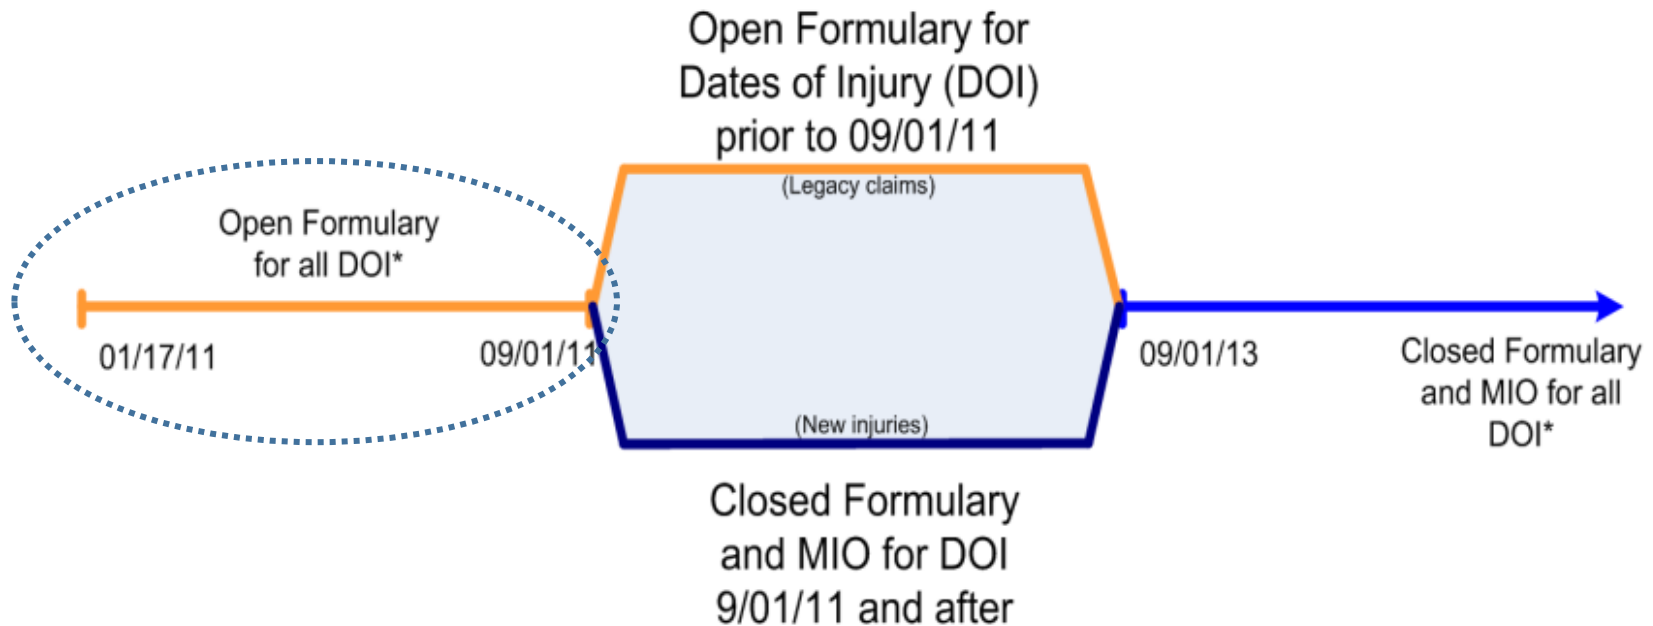 Open Formulary for
Dates of Injury (DOI)
prior to 09/01/11
(Legacy claims)
Open Formulary
for all DOI*
01/17/11
09/01/11
09/01/13
Closed Formulary
and MIO for all
DOI*
(New injuries)
Closed Formulary
and MIO for DOI
9/01/11 and after